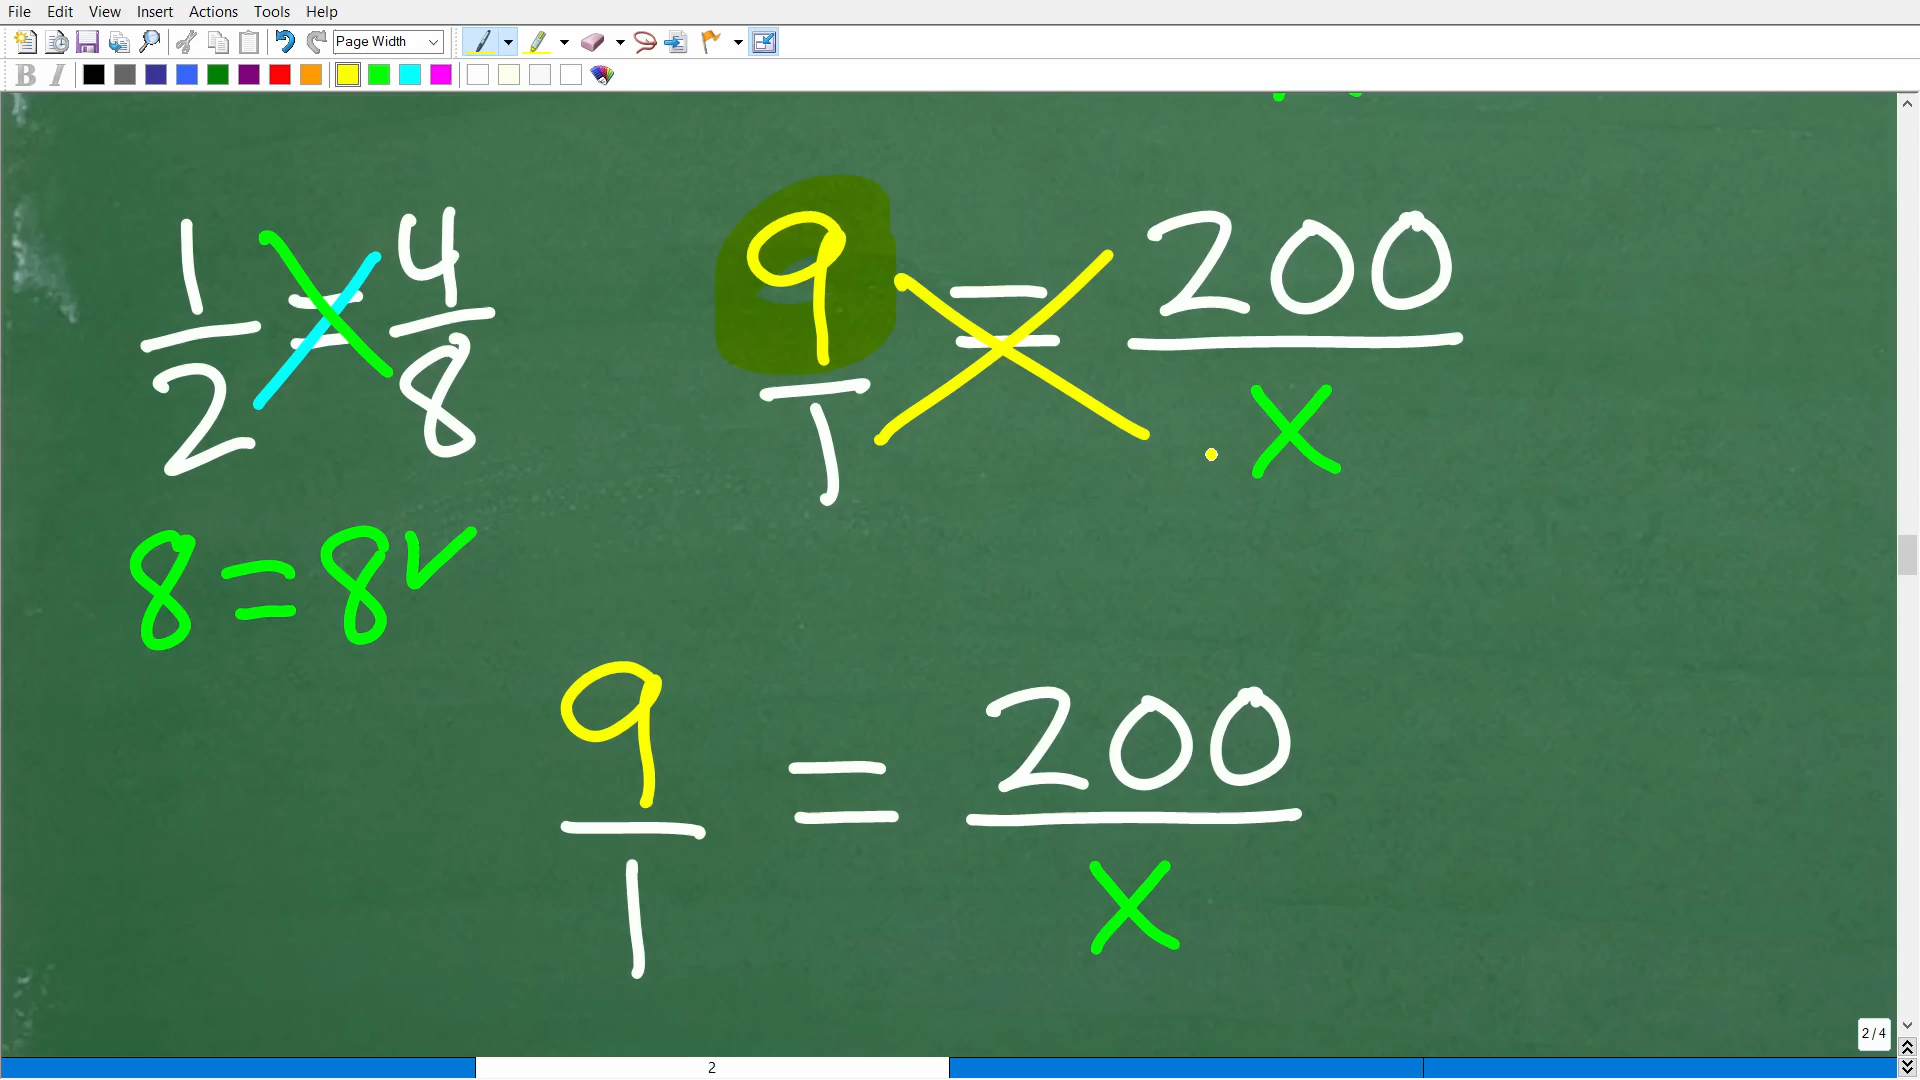 File Edit View Insert Actions Tools Help
Page Width
B I
1/2 = 4/8
9/1 = 200/x
8 = 8 ✓
9/1 = 200/x
2 / 4
2